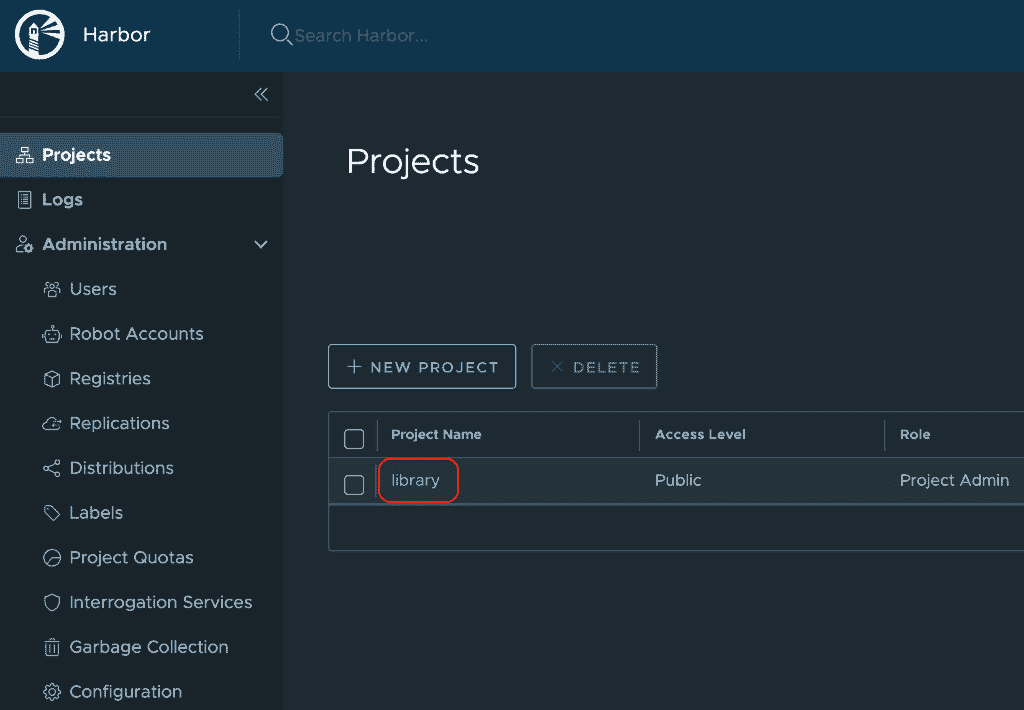 Harbor
Search Harbor...
Projects
Logs
Administration
Users
Robot Accounts
Registries
Replications
Distributions
Labels
Project Quotas
Interrogation Services
Garbage Collection
Configuration
Projects
NEW PROJECT
DELETE
Project Name Access Level Role
library Public Project Admin